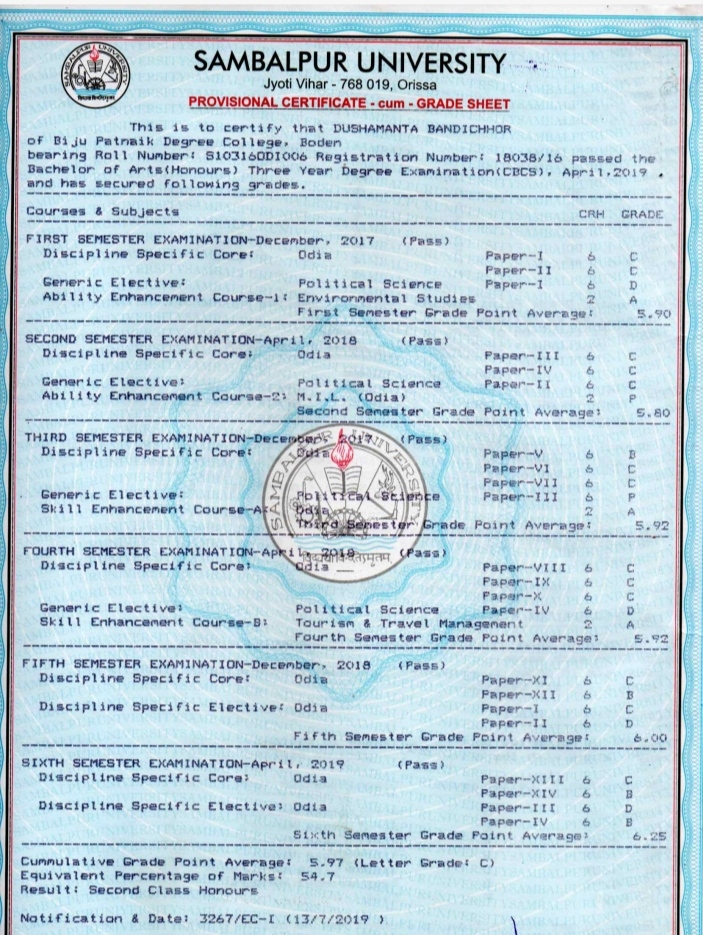 SAMBALPUR UNIVERSITY
Jyoti Vihar - 768 019, Orissa
PROVISIONAL CERTIFICATE - cum - GRADE SHEET
This is to certify that DUSHAMANTA BANDICHHOR
of Biju Patnaik Degree College, Boden
bearing Roll Number: S10316ODI006 Registration Number: 18038/16 passed the
Bachelor of Arts(Honours) Three Year Degree Examination(CBCS), April,2019 .
and has secured following grades.
Courses & Subjects CRH GRADE
FIRST SEMESTER EXAMINATION-December, 2017 (Pass)
Discipline Specific Core: Odia Paper-I 6 C
Paper-II 6 C
Generic Elective: Political Science Paper-I 6 D
Ability Enhancement Course-1: Environmental Studies 2 A
First Semester Grade Point Average: 5.90
SECOND SEMESTER EXAMINATION-April, 2018 (Pass)
Discipline Specific Core: Odia Paper-III 6 C
Paper-IV 6 C
Generic Elective: Political Science Paper-II 6 C
Ability Enhancement Course-2: M.I.L. (Odia) 2 P
Second Semester Grade Point Average: 5.80
THIRD SEMESTER EXAMINATION-December, 2017 (Pass)
Discipline Specific Core: Odia Paper-V 6 B
Paper-VI 6 C
Paper-VII 6 C
Generic Elective: Political Science Paper-III 6 P
Skill Enhancement Course-A: Odia 2 A
Third Semester Grade Point Average: 5.92
FOURTH SEMESTER EXAMINATION-April, 2018 (Pass)
Discipline Specific Core: Odia Paper-VIII 6 C
Paper-IX 6 C
Paper-X 6 C
Generic Elective: Political Science Paper-IV 6 D
Skill Enhancement Course-B: Tourism & Travel Management 2 A
Fourth Semester Grade Point Average: 5.92
FIFTH SEMESTER EXAMINATION-December, 2018 (Pass)
Discipline Specific Core: Odia Paper-XI 6 C
Paper-XII 6 B
Discipline Specific Elective: Odia Paper-I 6 C
Paper-II 6 D
Fifth Semester Grade Point Average: 6.00
SIXTH SEMESTER EXAMINATION-April, 2019 (Pass)
Discipline Specific Core: Odia Paper-XIII 6 C
Paper-XIV 6 B
Discipline Specific Elective: Odia Paper-III 6 D
Paper-IV 6 B
Sixth Semester Grade Point Average: 6.25
Cummulative Grade Point Average: 5.97 (Letter Grade: C)
Equivalent Percentage of Marks: 54.7
Result: Second Class Honours
Notification & Date: 3267/EC-I (13/7/2019 )